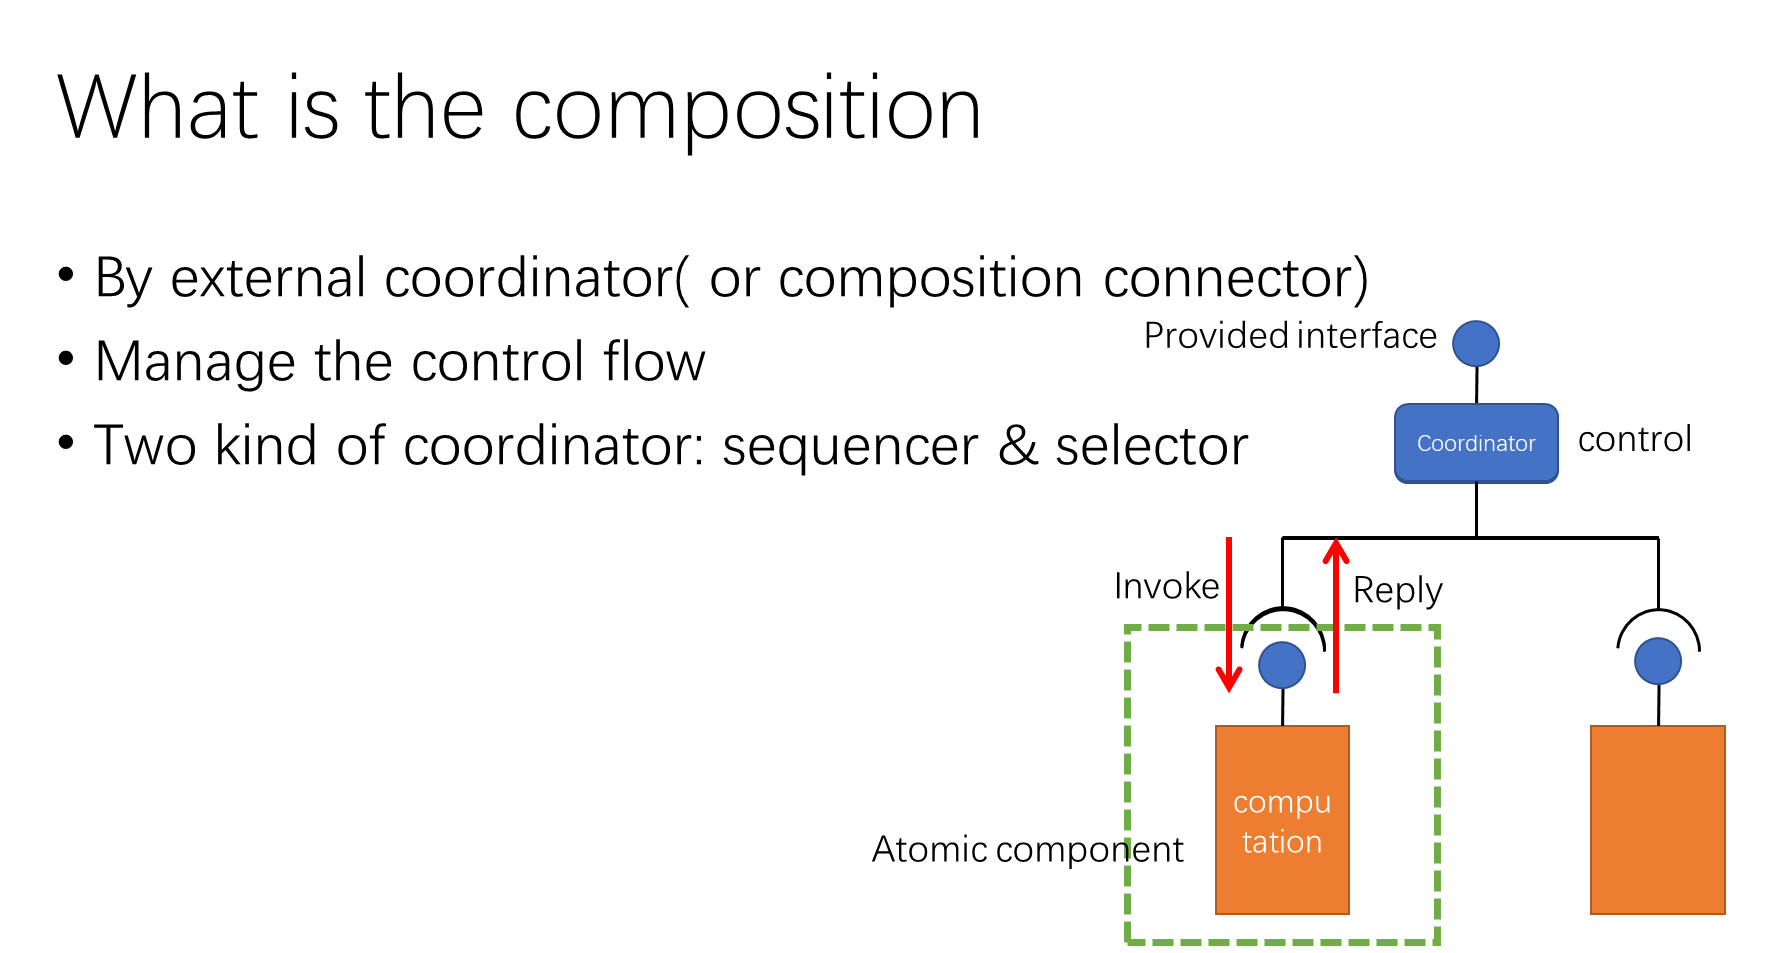 What is the composition
• By external coordinator( or composition connector)
• Manage the control flow
• Two kind of coordinator: sequencer & selector
Provided interface
Coordinator
control
Invoke
Reply
compu
tation
Atomic component